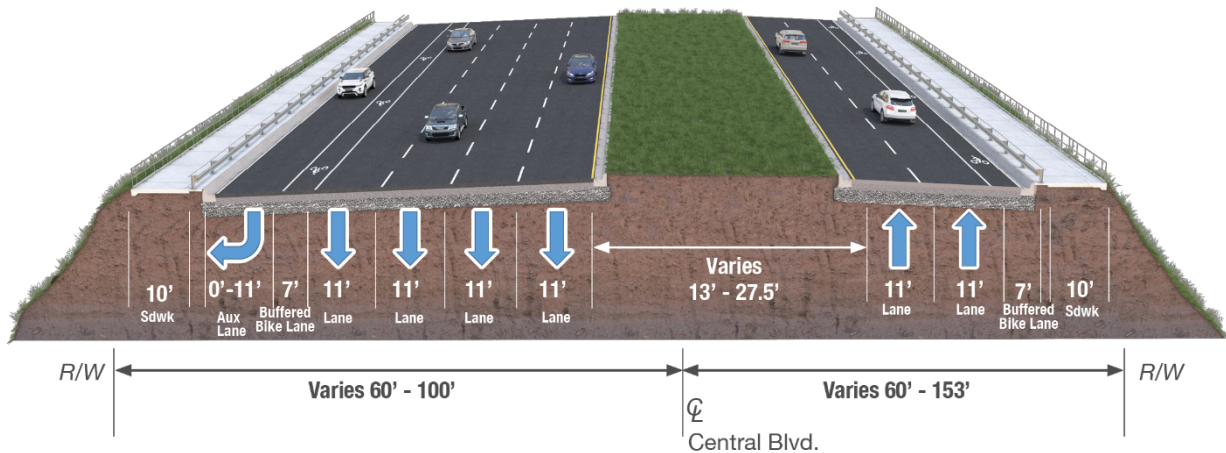 10’
Sdwk
0’-11’
Aux
Lane
7’
Buffered
Bike Lane
11’
Lane
11’
Lane
11’
Lane
11’
Lane
Varies
13’ - 27.5’
11’
Lane
11’
Lane
7’
Buffered
Bike Lane
10’
Sdwk
R/W
Varies 60’ - 100’
Varies 60’ - 153’
R/W
℄
Central Blvd.